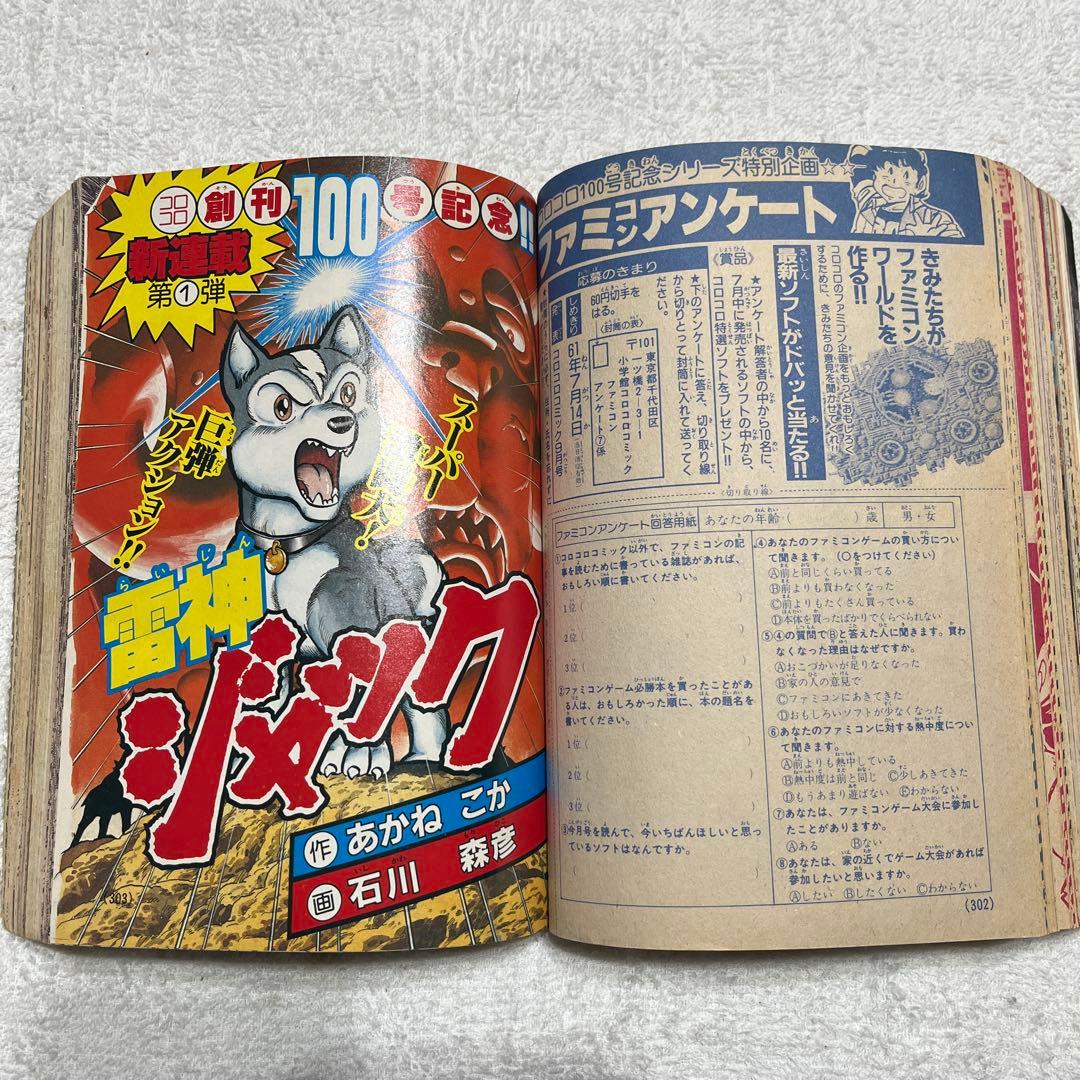 コロコロ創刊100号記念!!
新連載
第①弾
スーパー
巨弾
アクション!!
雷神
ジャック
作 あかね こか
画 石川 森彦
(303)
コロコロ100号記念シリーズ特別企画☆☆
ファミコンアンケート
きみたちが
ファミコン
ワールドを
作る!!
コロコロのファミコン企画をもっとおもしろく
するために、きみたちの意見を聞かせてくれ!!
最新ソフトがドバッと当たる!!
《賞品》
★アンケート解答者の中から10名に、
7月中に発売されるソフトの中から、
コロコロ特選ソフトをプレゼント!!
応募のきまり
★下のアンケートに答え、切り取り線
から切りとって封筒に入れて送ってく
ださい。
60円切手を
はる。
《封筒の表》
〒101
東京都千代田区
一ツ橋2-3-1
小学館コロコロコミック
ファミコン
アンケート⑦係
しめきり
61年7月14日
(当日消印有効)
発表
コロコロコミック9月号
〈切り取り線〉
ファミコンアンケート回答用紙
あなたの年齢( 歳
男・女
①コロコロコミック以外で、ファミコンの記
事を読むために書っている雑誌があれば、
おもしろい順に書いてください。
1位(
)
2位(
)
3位(
)
②ファミコンゲーム必勝本を買ったことがあ
る人は、おもしろかった順に、本の題名を
書いてください。
1位(
)
2位(
)
3位(
)
③今月号を読んで、今いちばんほしいと思っ
ているソフトはなんですか。
④あなたのファミコンゲームの買い方につい
て聞きます。(○をつけてください)
Ⓐ前と同じくらい買ってる
Ⓑ前よりも買わなくなった
Ⓒ前よりもたくさん買っている
Ⓓ本体を買ったばかりでくらべられない
⑤④の質問でⒷと答えた人に聞きます。買わ
なくなった理由はなぜですか。
Ⓐおこづかいが足りなくなった
Ⓑ家の人の意見で
Ⓒファミコンにあきてきた
Ⓓおもしろいソフトが少なくなった
⑥あなたのファミコンに対する熱中度につい
て聞きます。
Ⓐ前よりも熱中している
Ⓑ熱中度は前と同じ Ⓒ少しあきてきた
Ⓓもうあまり遊ばない Ⓔわからない
⑦あなたは、ファミコンゲーム大会に参加し
たことがありますか。
Ⓐある Ⓑない
⑧あなたは、家の近くでゲーム大会があれば
参加したいと思いますか。
Ⓐしたい Ⓑしたくない Ⓒわからない
(302)